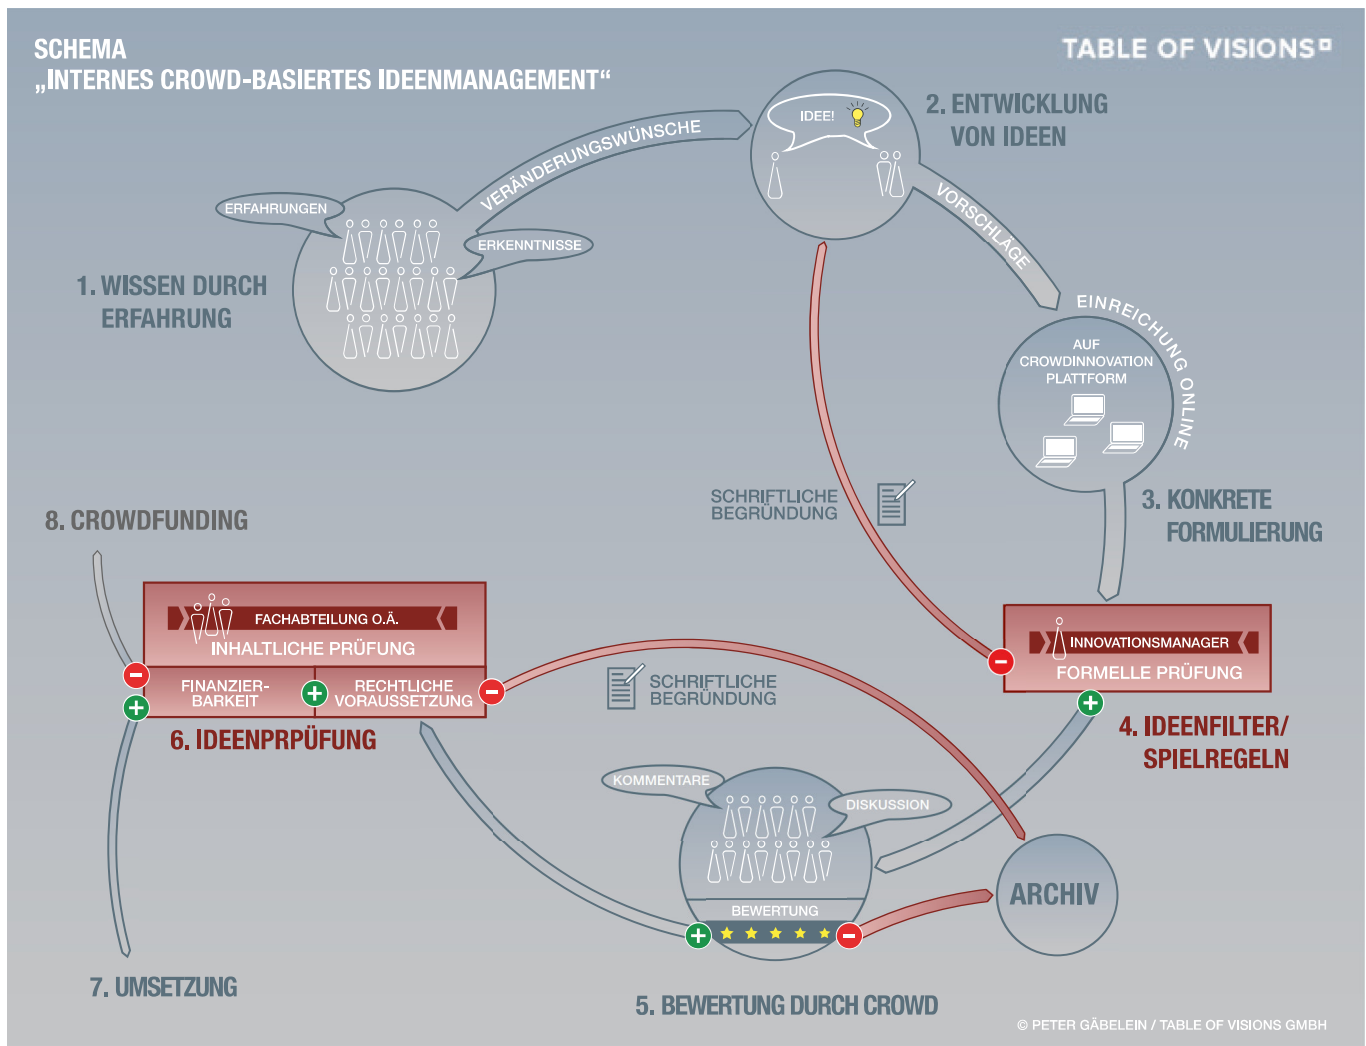 SCHEMA
„INTERNES CROWD-BASIERTES IDEENMANAGEMENT“
TABLE OF VISIONS
ERFAHRUNGEN
ERKENNTNISSE
1. WISSEN DURCH
ERFAHRUNG
VERÄNDERUNGSWÜNSCHE
IDEE!
2. ENTWICKLUNG
VON IDEEN
VORSCHLÄGE
EINREICHUNG ONLINE
AUF
CROWDINNOVATION
PLATTFORM
3. KONKRETE
FORMULIERUNG
SCHRIFTLICHE
BEGRÜNDUNG
INNOVATIONSMANAGER
FORMELLE PRÜFUNG
4. IDEENFILTER/
SPIELREGELN
KOMMENTARE
DISKUSSION
BEWERTUNG
5. BEWERTUNG DURCH CROWD
ARCHIV
SCHRIFTLICHE
BEGRÜNDUNG
FACHABTEILUNG O.Ä.
INHALTLICHE PRÜFUNG
FINANZIER-
BARKEIT
RECHTLICHE
VORAUSSETZUNG
6. IDEENPRPÜFUNG
7. UMSETZUNG
8. CROWDFUNDING
© PETER GÄBELEIN / TABLE OF VISIONS GMBH